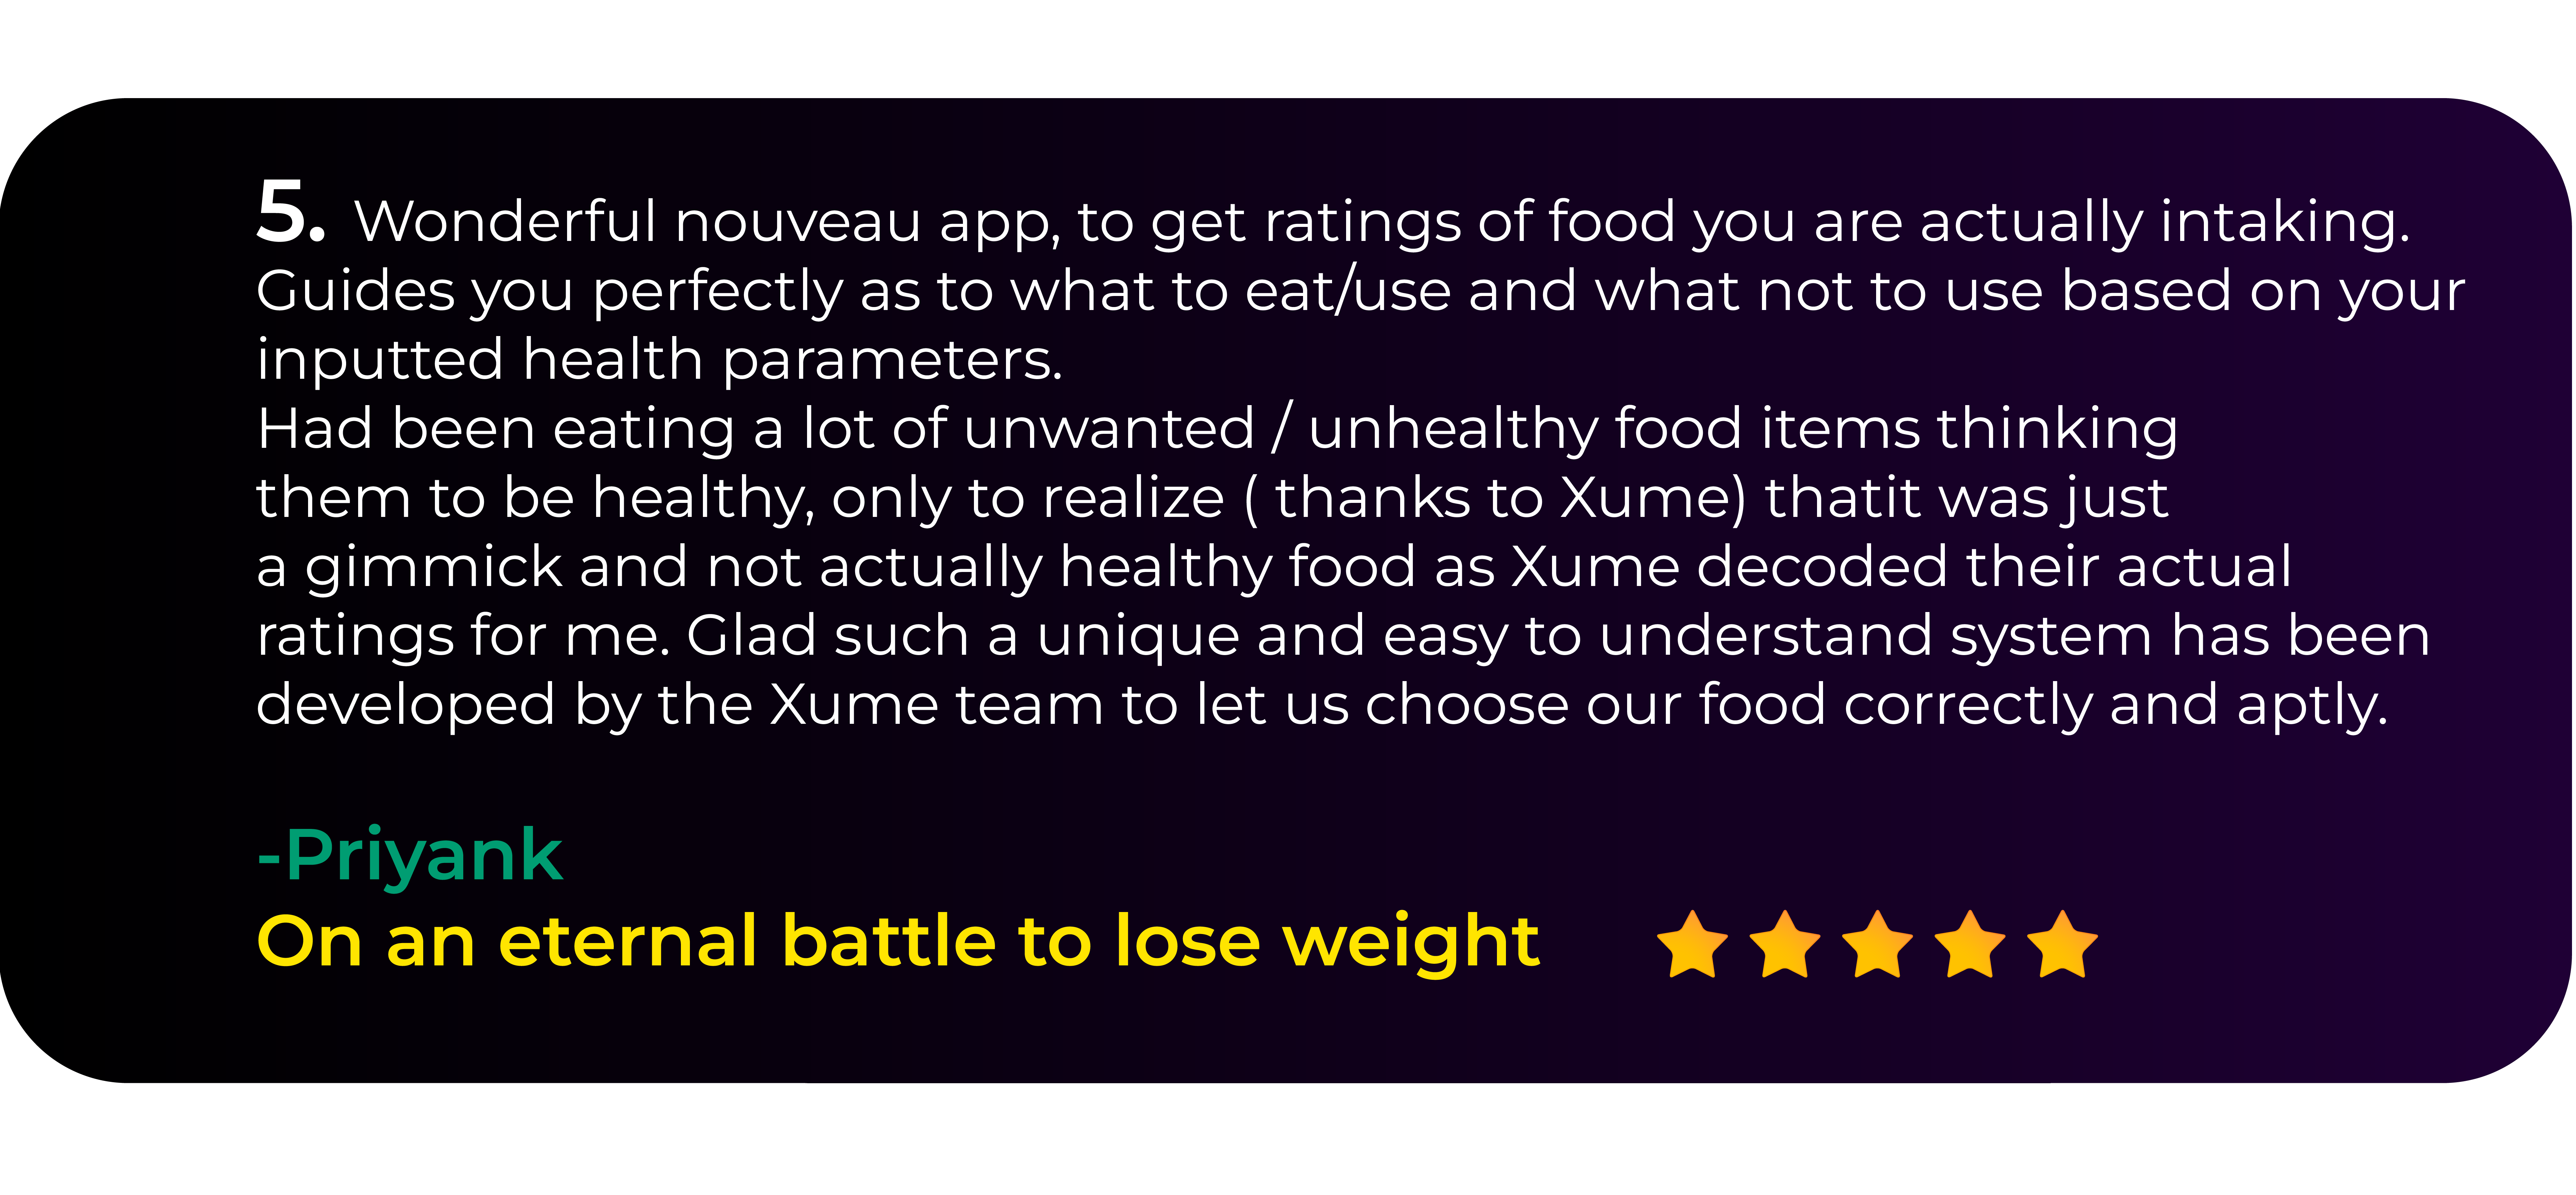 5. Wonderful nouveau app, to get ratings of food you are actually intaking.
Guides you perfectly as to what to eat/use and what not to use based on your
inputted health parameters.
Had been eating a lot of unwanted / unhealthy food items thinking
them to be healthy, only to realize ( thanks to Xume) thatit was just
a gimmick and not actually healthy food as Xume decoded their actual
ratings for me. Glad such a unique and easy to understand system has been
developed by the Xume team to let us choose our food correctly and aptly.
-Priyank
On an eternal battle to lose weight